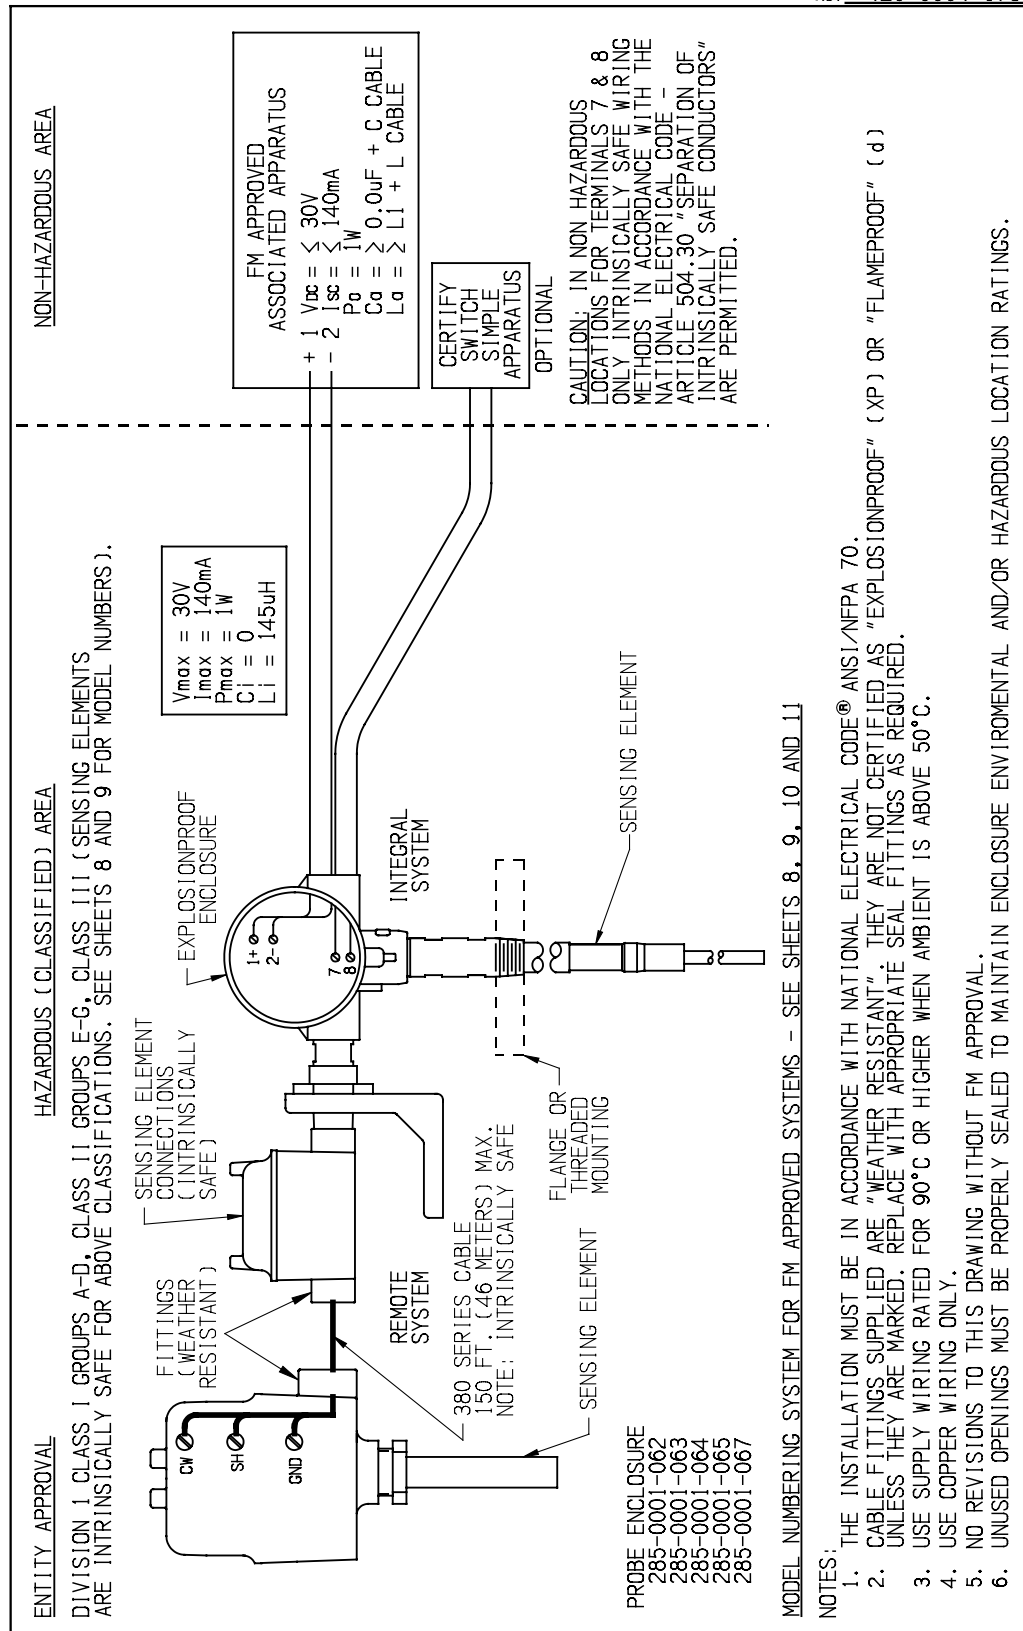 ENTITY APPROVAL
HAZARDOUS (CLASSIFIED) AREA
NON-HAZARDOUS AREA
DIVISION 1 CLASS I GROUPS A-D, CLASS II GROUPS E-G, CLASS III (SENSING ELEMENTS
ARE INTRINSICALLY SAFE FOR ABOVE CLASSIFICATIONS. SEE SHEETS 8 AND 9 FOR MODEL NUMBERS).
FITTINGS
(WEATHER
RESISTANT)
SENSING ELEMENT
CONNECTIONS
(INTRINSICALLY
SAFE)
EXPLOSIONPROOF
ENCLOSURE
Vmax = 30V
Imax = 140mA
Pmax = 1W
Ci = 0
Li = 145uH
FM APPROVED
ASSOCIATED APPARATUS
+ 1 VOC = ≤ 30V
- 2 ISC = ≤ 140mA
Po = 1W
Ca = ≥ 0.0uF + C CABLE
La = ≥ L1 + L CABLE
CERTIFY
SWITCH
SIMPLE
APPARATUS
OPTIONAL
CW
SH
GND
1+
2-
7
8
REMOTE
SYSTEM
INTEGRAL
SYSTEM
380 SERIES CABLE
150 FT. (46 METERS) MAX.
NOTE: INTRINSICALLY SAFE
SENSING ELEMENT
FLANGE OR
THREADED
MOUNTING
SENSING ELEMENT
CAUTION: IN NON HAZARDOUS
LOCATIONS FOR TERMINALS 7 & 8
ONLY INTRINSICALLY SAFE WIRING
METHODS IN ACCORDANCE WITH THE
NATIONAL ELECTRICAL CODE -
ARTICLE 504.30 "SEPARATION OF
INTRINSICALLY SAFE CONDUCTORS"
ARE PERMITTED.
PROBE ENCLOSURE
285-0001-062
285-0001-063
285-0001-064
285-0001-065
285-0001-067
MODEL NUMBERING SYSTEM FOR FM APPROVED SYSTEMS - SEE SHEETS 8, 9, 10 AND 11
NOTES:
1. THE INSTALLATION MUST BE IN ACCORDANCE WITH NATIONAL ELECTRICAL CODE® ANSI/NFPA 70.
2. CABLE FITTINGS SUPPLIED ARE "WEATHER RESISTANT". THEY ARE NOT CERTIFIED AS "EXPLOSIONPROOF" (XP) OR "FLAMEPROOF" (d)
UNLESS THEY ARE MARKED. REPLACE WITH APPROPRIATE SEAL FITTINGS AS REQUIRED.
3. USE SUPPLY WIRING RATED FOR 90°C OR HIGHER WHEN AMBIENT IS ABOVE 50°C.
4. USE COPPER WIRING ONLY.
5. NO REVISIONS TO THIS DRAWING WITHOUT FM APPROVAL.
6. UNUSED OPENINGS MUST BE PROPERLY SEALED TO MAINTAIN ENCLOSURE ENVIROMENTAL AND/OR HAZARDOUS LOCATION RATINGS.